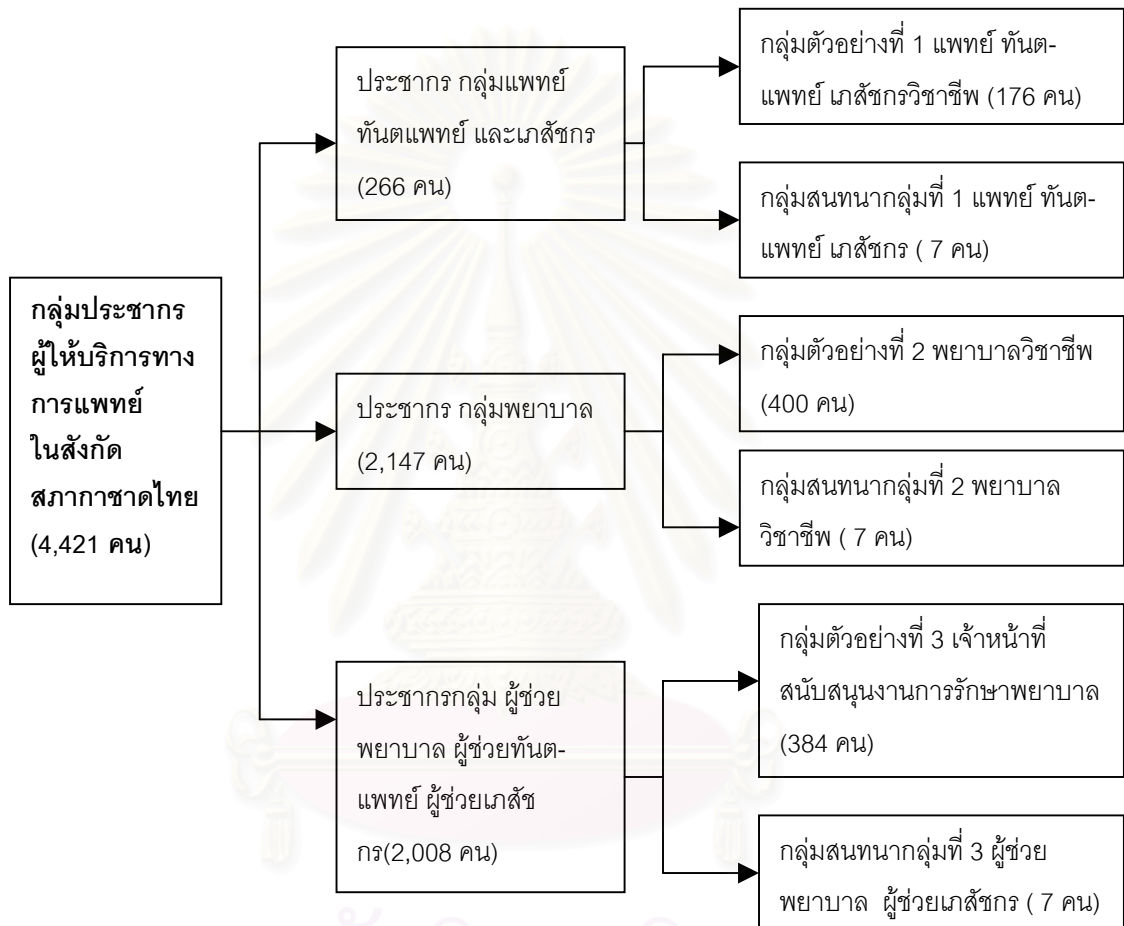 กลุ่มประชากร
ผู้ให้บริการทาง
การแพทย์
ในสังกัด
สภากาชาดไทย
(4,421 คน)
ประชากร กลุ่มแพทย์
ทันตแพทย์ และเภสัชกร
(266 คน)
กลุ่มตัวอย่างที่ 1 แพทย์ ทันต-
แพทย์ เภสัชกรวิชาชีพ (176 คน)
กลุ่มสนทนากลุ่มที่ 1 แพทย์ ทันต-
แพทย์ เภสัชกร ( 7 คน)
ประชากร กลุ่มพยาบาล
(2,147 คน)
กลุ่มตัวอย่างที่ 2 พยาบาลวิชาชีพ
(400 คน)
กลุ่มสนทนากลุ่มที่ 2 พยาบาล
วิชาชีพ ( 7 คน)
ประชากรกลุ่ม ผู้ช่วย
พยาบาล ผู้ช่วยทันต-
แพทย์ ผู้ช่วยเภสัช
กร(2,008 คน)
กลุ่มตัวอย่างที่ 3 เจ้าหน้าที่
สนับสนุนงานการรักษาพยาบาล
(384 คน)
กลุ่มสนทนากลุ่มที่ 3 ผู้ช่วย
พยาบาล  ผู้ช่วยเภสัชกร ( 7 คน)